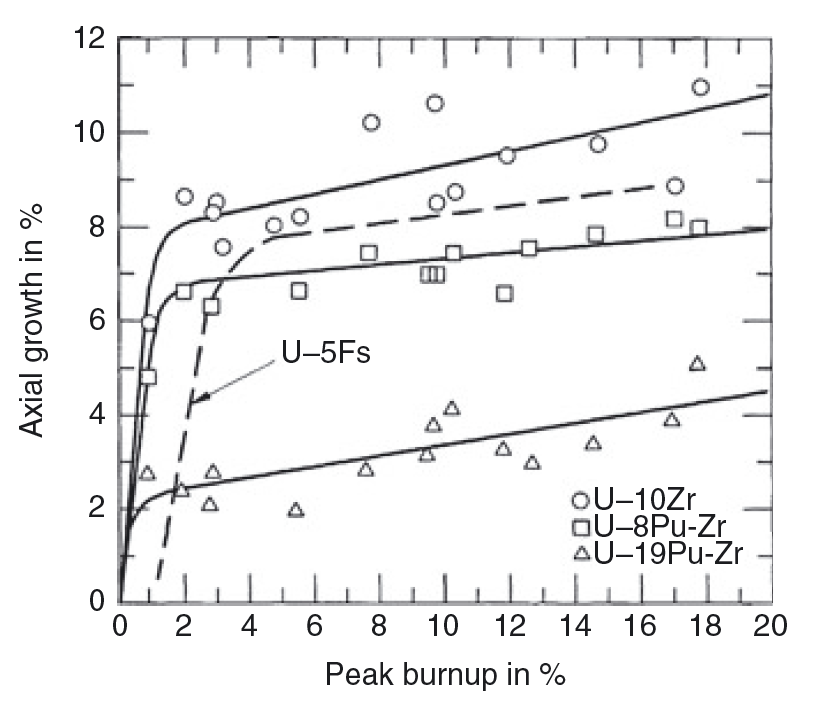 12
10
8
6
4
2
0
Axial growth in %
U–5Fs
U–10Zr
U–8Pu-Zr
U–19Pu-Zr
0 2 4 6 8 10 12 14 16 18 20
Peak burnup in %